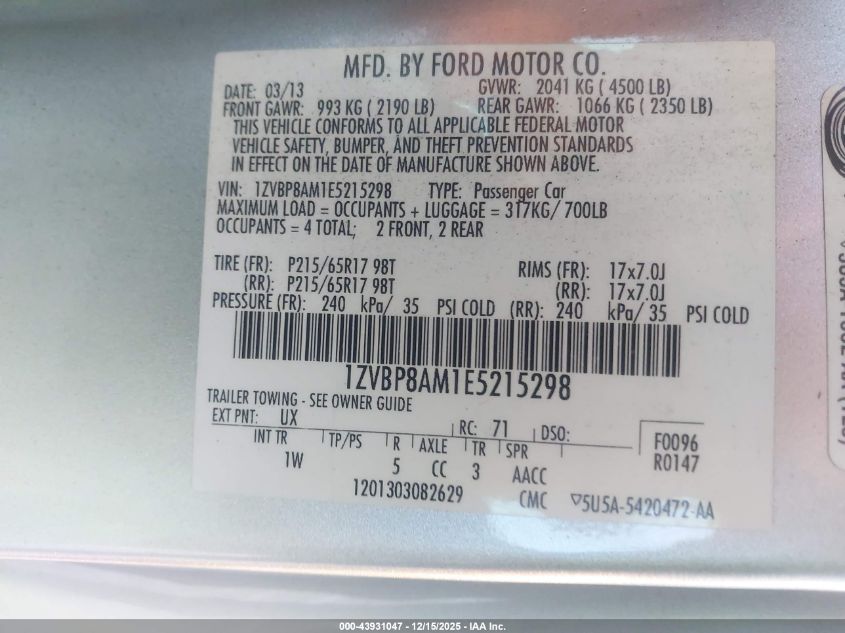 MFD. BY FORD MOTOR CO.
DATE: 03/13 GVWR: 2041 KG ( 4500 LB)
FRONT GAWR: 993 KG ( 2190 LB) REAR GAWR: 1066 KG ( 2350 LB)
THIS VEHICLE CONFORMS TO ALL APPLICABLE FEDERAL MOTOR
VEHICLE SAFETY, BUMPER, AND THEFT PREVENTION STANDARDS
IN EFFECT ON THE DATE OF MANUFACTURE SHOWN ABOVE.
VIN: 1ZVBP8AM1E5215298 TYPE: Passenger Car
MAXIMUM LOAD = OCCUPANTS + LUGGAGE = 317KG/ 700LB
OCCUPANTS = 4 TOTAL; 2 FRONT, 2 REAR
TIRE (FR): P215/65R17 98T RIMS (FR): 17x7.0J
(RR): P215/65R17 98T (RR): 17x7.0J
PRESSURE (FR): 240 kPa/ 35 PSI COLD (RR): 240 kPa/ 35 PSI COLD
1ZVBP8AM1E5215298
TRAILER TOWING - SEE OWNER GUIDE
EXT PNT: UX RC: 71 DSO:
INT TR TP/PS R AXLE TR SPR F0096
1W 5 CC 3 AACC R0147
1201303082629 CMC ▽5U5A-5420472-AA
000-43931047 - 12/15/2025 - IAA Inc.